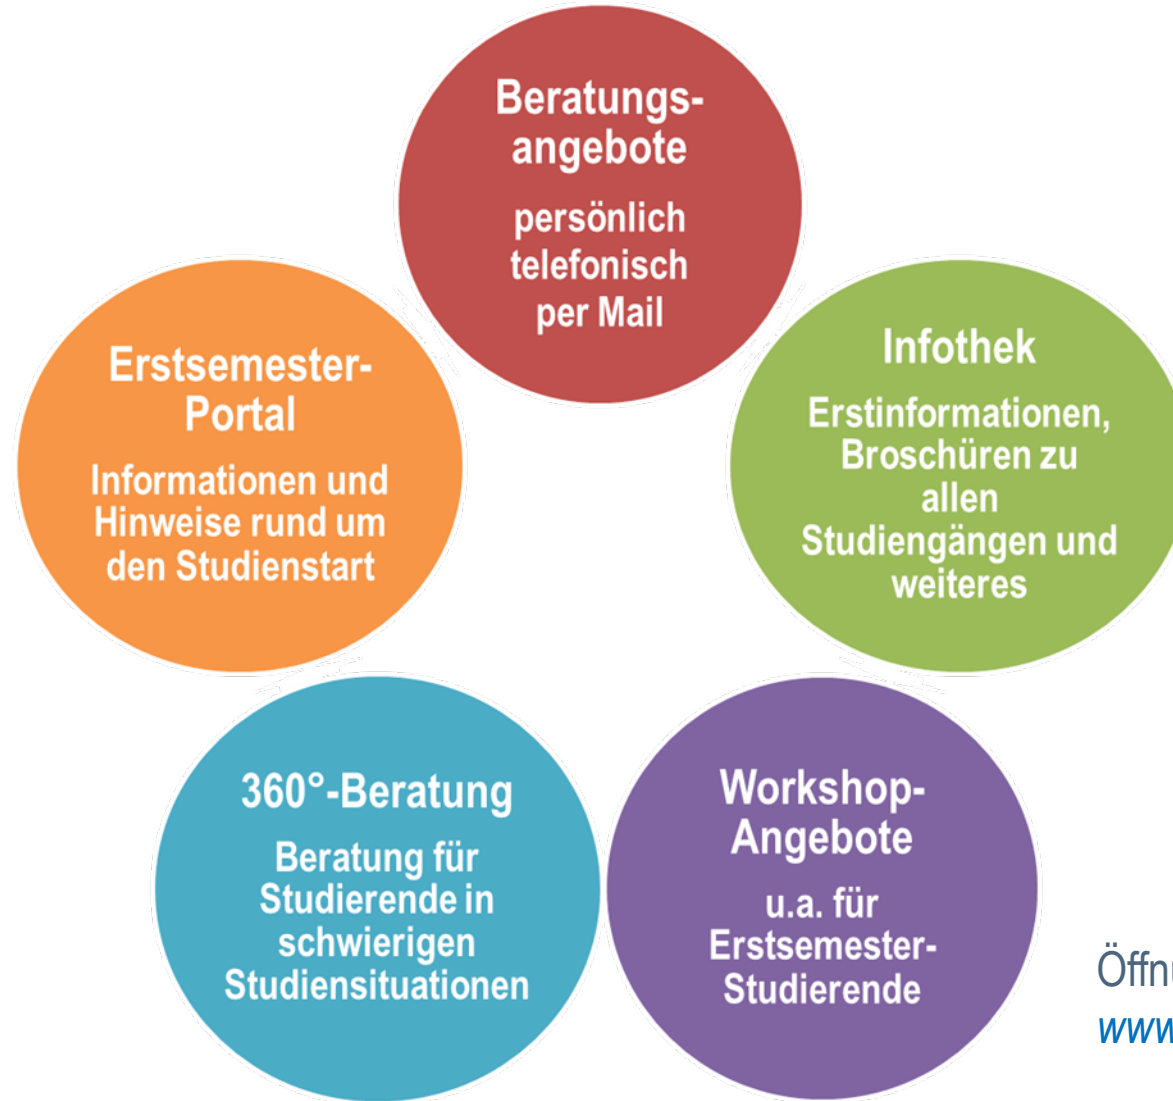 Beratungs-
angebote
persönlich
telefonisch
per Mail
Erstsemester-
Portal
Informationen und
Hinweise rund um
den Studienstart
Infothek
Erstinformationen,
Broschüren zu
allen
Studiengängen und
weiteres
360°-Beratung
Beratung für
Studierende in
schwierigen
Studiensituationen
Workshop-
Angebote
u.a. für
Erstsemester-
Studierende
www